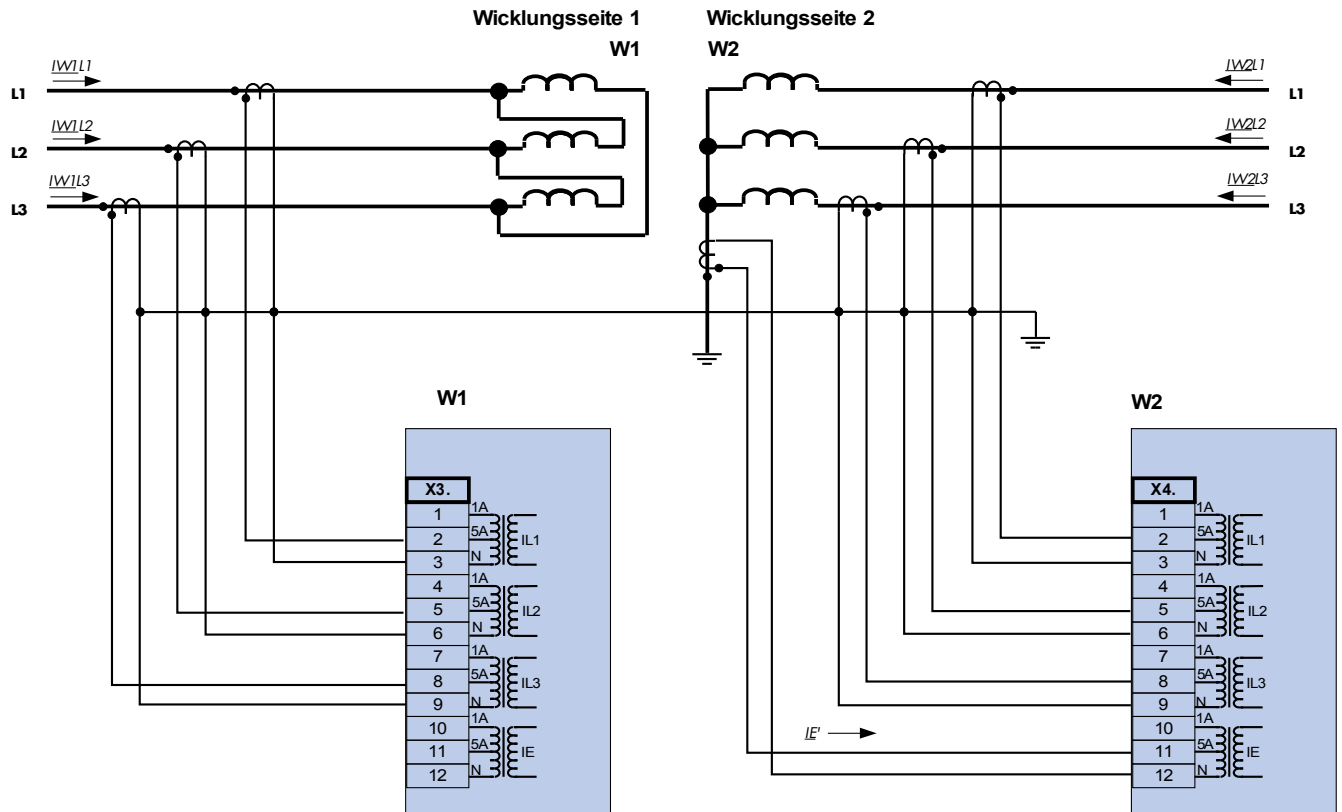 Wicklungsseite 1
Wicklungsseite 2
W1
W2
IW1L1
L1
IW1L2
L2
IW1L3
L3
IW2L1
L1
IW2L2
L2
IW2L3
L3
W1
X3.
1
1A
2
5A
IL1
3
N
4
1A
5
5A
IL2
6
N
7
1A
8
5A
IL3
9
N
10
1A
11
5A
IE
12
N
IE'
W2
X4.
1
1A
2
5A
IL1
3
N
4
1A
5
5A
IL2
6
N
7
1A
8
5A
IL3
9
N
10
1A
11
5A
IE
12
N